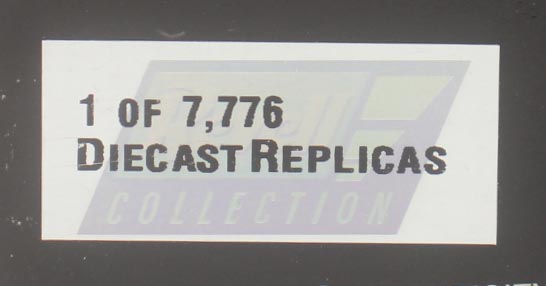 1 OF 7,776
DIECAST REPLICAS
COLLECTION